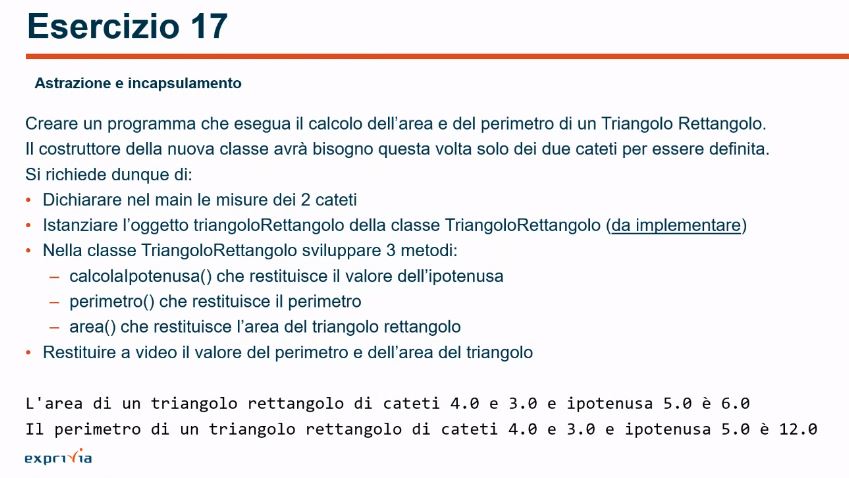 Esercizio 17
Astrazione e incapsulamento
Creare un programma che esegua il calcolo dell'area e del perimetro di un Triangolo Rettangolo.
Il costruttore della nuova classe avrà bisogno questa volta solo dei due cateti per essere definita.
Si richiede dunque di:
• Dichiarare nel main le misure dei 2 cateti
• Istanziare l'oggetto triangoloRettangolo della classe TriangoloRettangolo (da implementare)
• Nella classe TriangoloRettangolo sviluppare 3 metodi:
– calcolaIpotenusa() che restituisce il valore dell'ipotenusa
– perimetro() che restituisce il perimetro
– area() che restituisce l'area del triangolo rettangolo
• Restituire a video il valore del perimetro e dell'area del triangolo
L'area di un triangolo rettangolo di cateti 4.0 e 3.0 e ipotenusa 5.0 è 6.0
Il perimetro di un triangolo rettangolo di cateti 4.0 e 3.0 e ipotenusa 5.0 è 12.0
exprivia